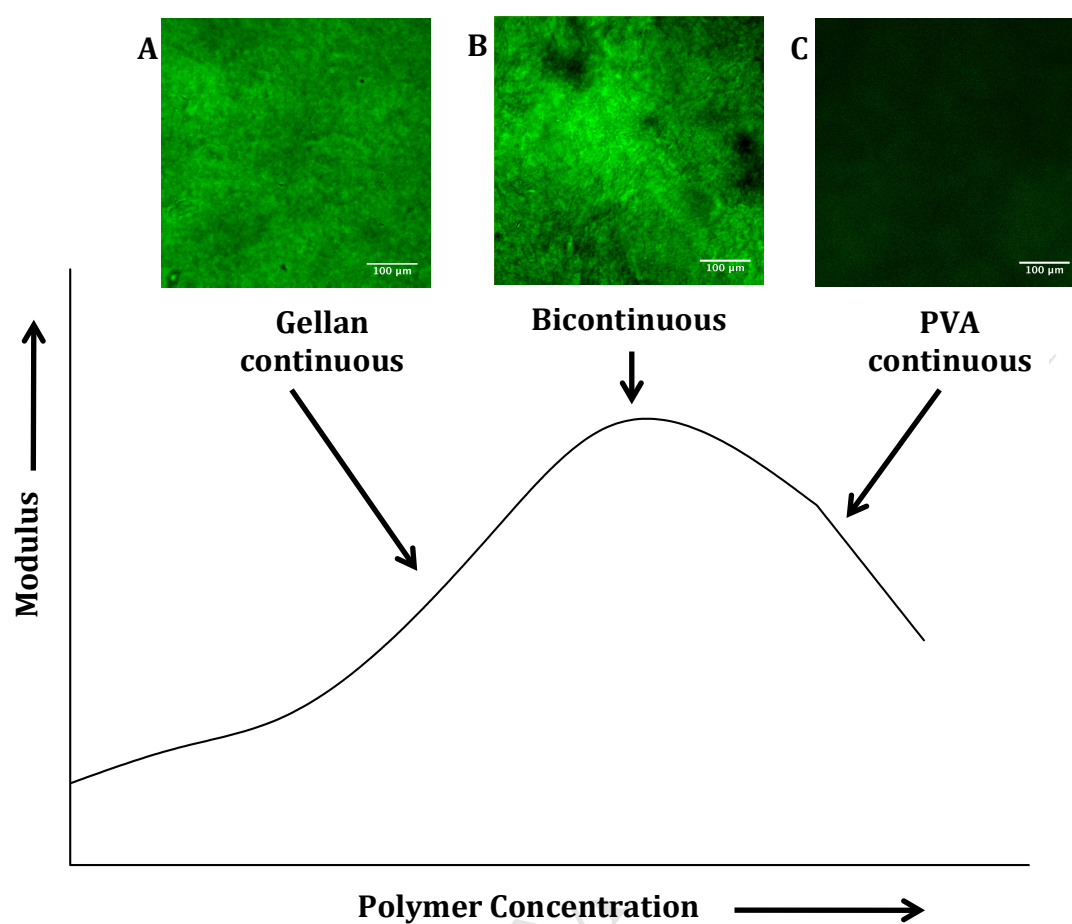 A
B
C
100 µm
100 µm
100 µm
Gellan
continuous
Bicontinuous
PVA
continuous
Modulus
Polymer Concentration